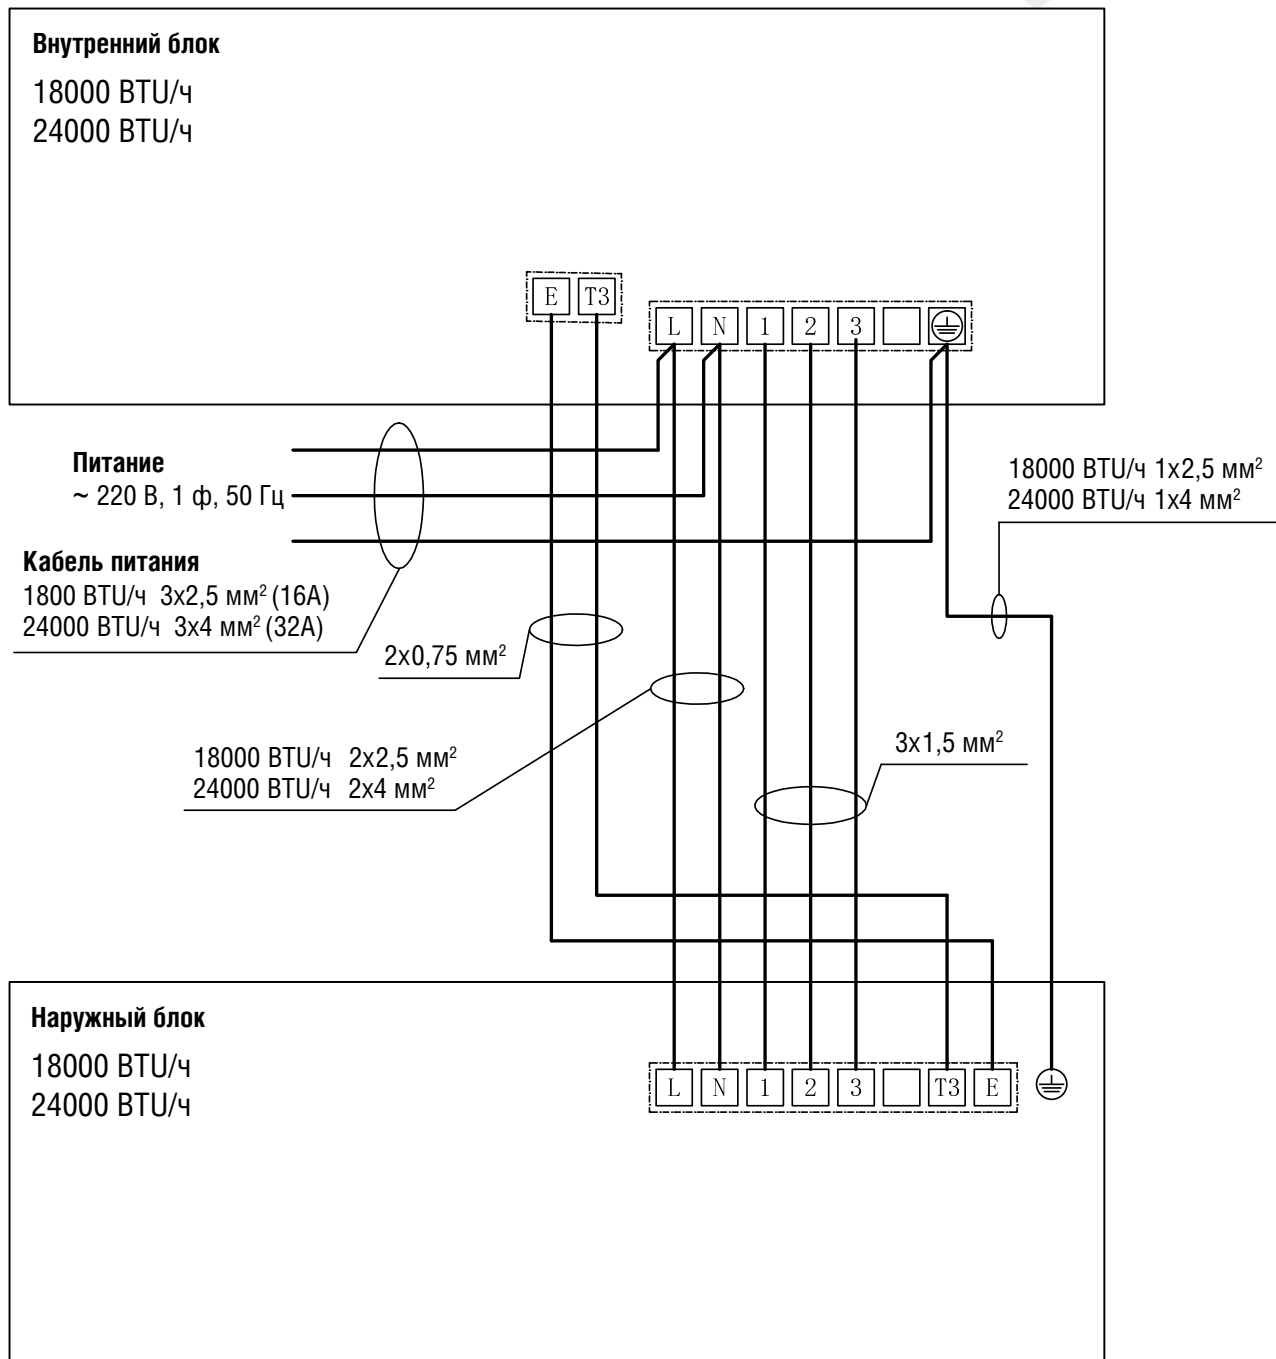 Внутренний блок
18000 BTU/ч
24000 BTU/ч
E T3
L N 1 2 3
Питание
~ 220 В, 1 ф, 50 Гц
18000 BTU/ч 1х2,5 мм²
24000 BTU/ч 1х4 мм²
Кабель питания
1800 BTU/ч 3х2,5 мм² (16А)
24000 BTU/ч 3х4 мм² (32А)
2х0,75 мм²
18000 BTU/ч 2х2,5 мм²
24000 BTU/ч 2х4 мм²
3х1,5 мм²
Наружный блок
18000 BTU/ч
24000 BTU/ч
L N 1 2 3 T3 E